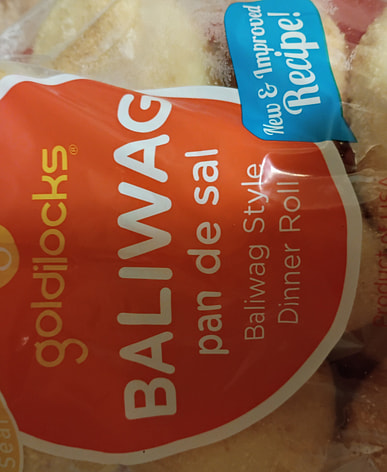 New & Improved
Recipe!
goldilocks®
BALIWAG
pan de sal
Baliwag Style
Dinner Roll